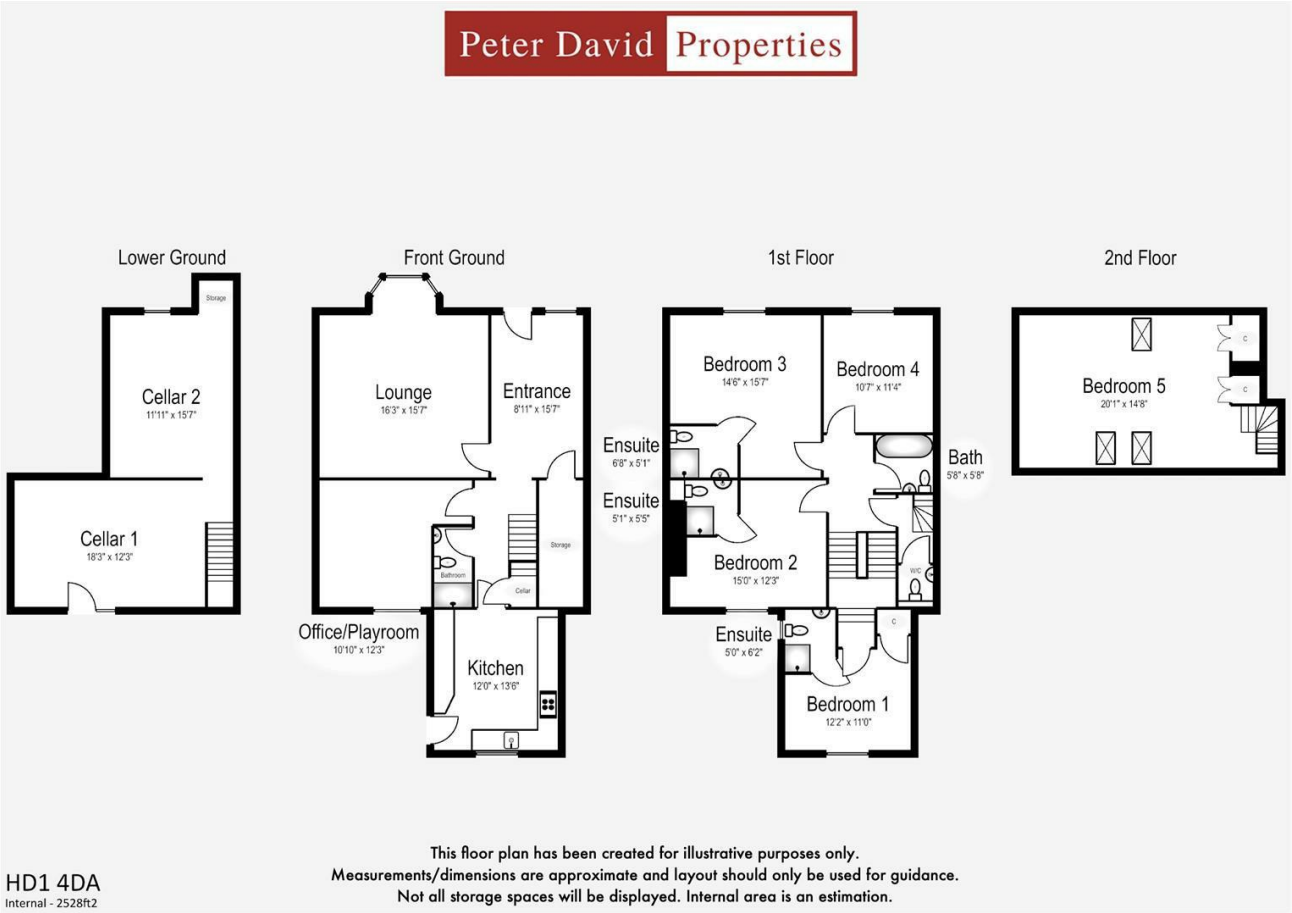 Peter David Properties
Lower Ground
Storage
Cellar 2
11'11" x 15'7"
Cellar 1
18'3" x 12'3"
Front Ground
Lounge
16'3" x 15'7"
Entrance
8'11" x 15'7"
Storage
Bathroom
Cellar
Office/Playroom
10'10" x 12'3"
Kitchen
12'0" x 13'6"
1st Floor
Bedroom 3
14'6" x 15'7"
Bedroom 4
10'7" x 11'4"
Ensuite
6'8" x 5'1"
Ensuite
5'1" x 5'5"
Bath
5'8" x 5'8"
Bedroom 2
15'0" x 12'3"
W/C
Ensuite
5'0" x 6'2"
C
Bedroom 1
12'2" x 11'0"
2nd Floor
C
Bedroom 5
20'1" x 14'8"
C
This floor plan has been created for illustrative purposes only.
Measurements/dimensions are approximate and layout should only be used for guidance.
Not all storage spaces will be displayed. Internal area is an estimation.
HD1 4DA
Internal - 2528ft2